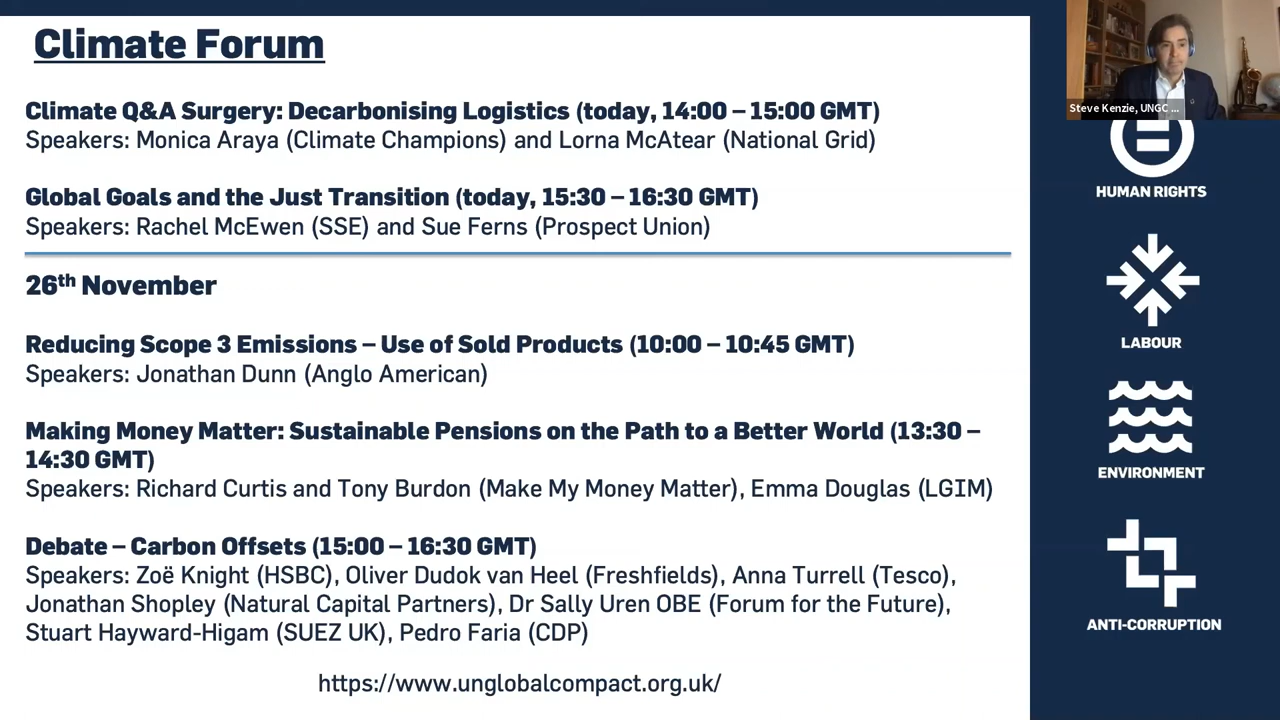 Climate Forum
Climate Q&A Surgery: Decarbonising Logistics (today, 14:00 – 15:00 GMT)
Speakers: Monica Araya (Climate Champions) and Lorna McAtear (National Grid)
Global Goals and the Just Transition (today, 15:30 – 16:30 GMT)
Speakers: Rachel McEwen (SSE) and Sue Ferns (Prospect Union)
26th November
Reducing Scope 3 Emissions – Use of Sold Products (10:00 – 10:45 GMT)
Speakers: Jonathan Dunn (Anglo American)
Making Money Matter: Sustainable Pensions on the Path to a Better World (13:30 –
14:30 GMT)
Speakers: Richard Curtis and Tony Burdon (Make My Money Matter), Emma Douglas (LGIM)
Debate – Carbon Offsets (15:00 – 16:30 GMT)
Speakers: Zoë Knight (HSBC), Oliver Dudok van Heel (Freshfields), Anna Turrell (Tesco),
Jonathan Shopley (Natural Capital Partners), Dr Sally Uren OBE (Forum for the Future),
Stuart Hayward-Higam (SUEZ UK), Pedro Faria (CDP)
https://www.unglobalcompact.org.uk/
Steve Kenzie, UNGC ...
HUMAN RIGHTS
LABOUR
ENVIRONMENT
ANTI-CORRUPTION